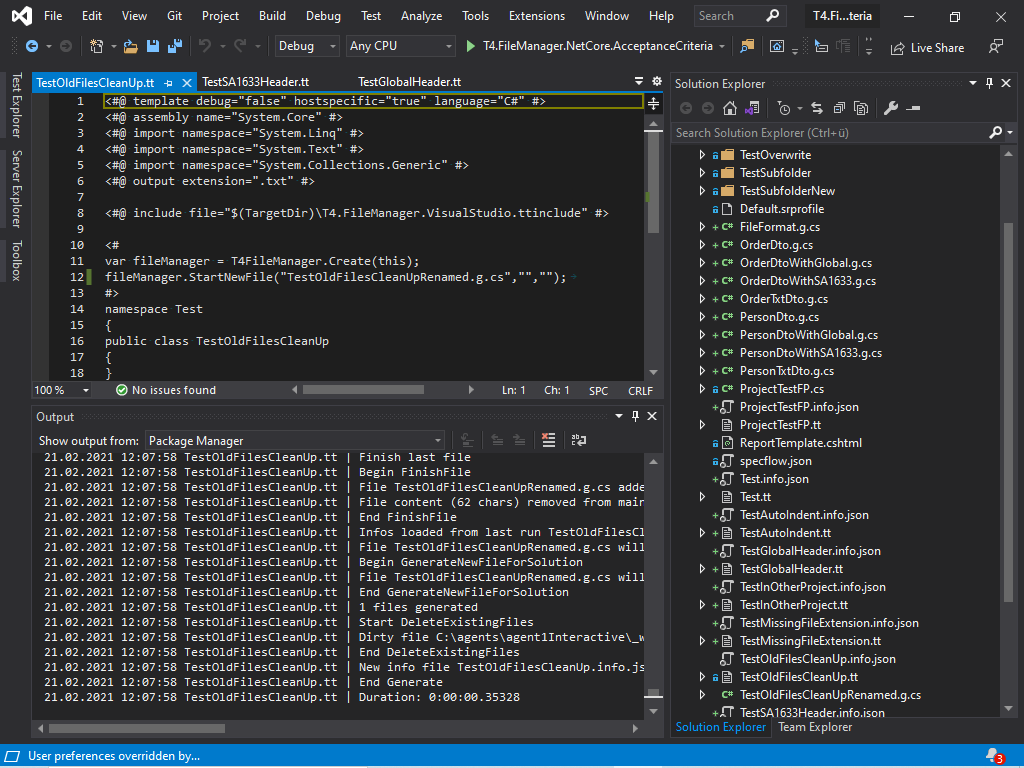 File Edit View Git Project Build Debug Test Analyze Tools Extensions Window Help Search T4.Fi...teria
Debug Any CPU T4.FileManager.NetCore.AcceptanceCriteria Live Share
Test Explorer
Server Explorer
Toolbox
TestOldFilesCleanUp.tt TestSA1633Header.tt TestGlobalHeader.tt
1 <#@ template debug="false" hostspecific="true" language="C#" #>
2 <#@ assembly name="System.Core" #>
3 <#@ import namespace="System.Linq" #>
4 <#@ import namespace="System.Text" #>
5 <#@ import namespace="System.Collections.Generic" #>
6 <#@ output extension=".txt" #>
7
8 <#@ include file="$(TargetDir)\T4.FileManager.VisualStudio.ttinclude" #>
9
10 <#
11 var fileManager = T4FileManager.Create(this);
12 fileManager.StartNewFile("TestOldFilesCleanUpRenamed.g.cs","","");
13 #>
14 namespace Test
15 {
16 public class TestOldFilesCleanUp
17 {
18 }
100 % No issues found Ln: 1 Ch: 1 SPC CRLF
Output
Show output from: Package Manager
21.02.2021 12:07:58 TestOldFilesCleanUp.tt | Finish last file
21.02.2021 12:07:58 TestOldFilesCleanUp.tt | Begin FinishFile
21.02.2021 12:07:58 TestOldFilesCleanUp.tt | File TestOldFilesCleanUpRenamed.g.cs adde
21.02.2021 12:07:58 TestOldFilesCleanUp.tt | File content (62 chars) removed from main
21.02.2021 12:07:58 TestOldFilesCleanUp.tt | End FinishFile
21.02.2021 12:07:58 TestOldFilesCleanUp.tt | Infos loaded from last run TestOldFilesCl
21.02.2021 12:07:58 TestOldFilesCleanUp.tt | File TestOldFilesCleanUpRenamed.g.cs will
21.02.2021 12:07:58 TestOldFilesCleanUp.tt | Begin GenerateNewFileForSolution
21.02.2021 12:07:58 TestOldFilesCleanUp.tt | File TestOldFilesCleanUpRenamed.g.cs will
21.02.2021 12:07:58 TestOldFilesCleanUp.tt | End GenerateNewFileForSolution
21.02.2021 12:07:58 TestOldFilesCleanUp.tt | 1 files generated
21.02.2021 12:07:58 TestOldFilesCleanUp.tt | Start DeleteExistingFiles
21.02.2021 12:07:58 TestOldFilesCleanUp.tt | Dirty file C:\agents\agent1Interactive\_w
21.02.2021 12:07:58 TestOldFilesCleanUp.tt | End DeleteExistingFiles
21.02.2021 12:07:58 TestOldFilesCleanUp.tt | New info file TestOldFilesCleanUp.info.js
21.02.2021 12:07:58 TestOldFilesCleanUp.tt | End Generate
21.02.2021 12:07:58 TestOldFilesCleanUp.tt | Duration: 0:00:00.35328
Solution Explorer
Search Solution Explorer (Ctrl+ü)
TestOverwrite
TestSubfolder
TestSubfolderNew
Default.srprofile
C# FileFormat.g.cs
C# OrderDto.g.cs
C# OrderDtoWithGlobal.g.cs
C# OrderDtoWithSA1633.g.cs
C# OrderTxtDto.g.cs
C# PersonDto.g.cs
C# PersonDtoWithGlobal.g.cs
C# PersonDtoWithSA1633.g.cs
C# PersonTxtDto.g.cs
C# ProjectTestFP.cs
ProjectTestFP.info.json
ProjectTestFP.tt
ReportTemplate.cshtml
specflow.json
Test.info.json
Test.tt
TestAutoIndent.info.json
TestAutoIndent.tt
TestGlobalHeader.info.json
TestGlobalHeader.tt
TestInOtherProject.info.json
TestInOtherProject.tt
TestMissingFileExtension.info.json
TestMissingFileExtension.tt
TestOldFilesCleanUp.info.json
TestOldFilesCleanUp.tt
C# TestOldFilesCleanUpRenamed.g.cs
TestSA1633Header.info.json
Solution Explorer Team Explorer
User preferences overridden by... 3